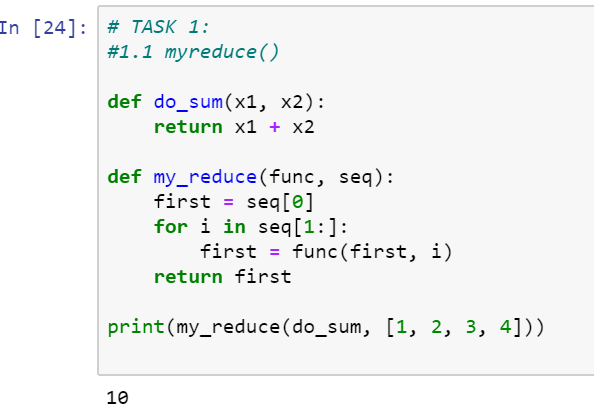 In [24]: # TASK 1:
#1.1 myreduce()

def do_sum(x1, x2):
    return x1 + x2

def my_reduce(func, seq):
    first = seq[0]
    for i in seq[1:]:
        first = func(first, i)
    return first

print(my_reduce(do_sum, [1, 2, 3, 4]))

10